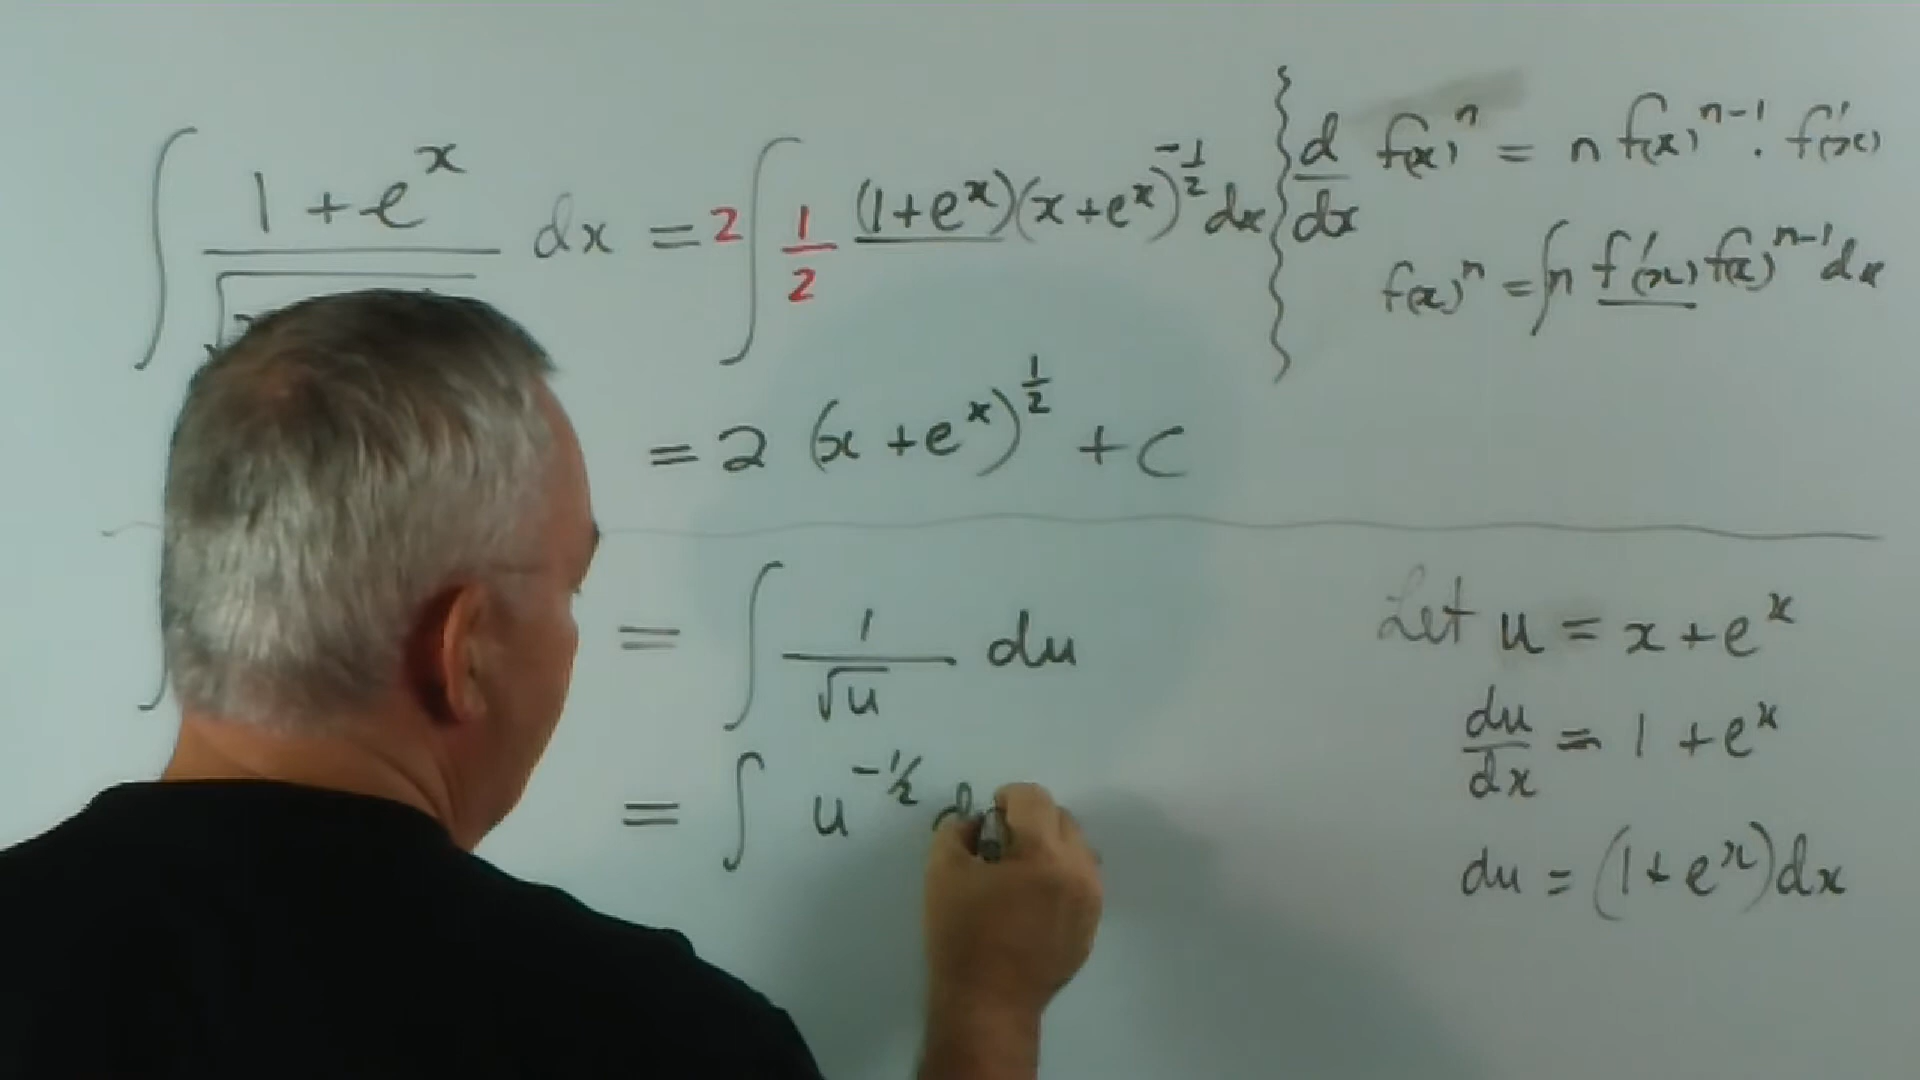 ∫ 1 + e^x / √ dx = 2 ∫ 1/2 (1+e^x)(x+e^x)^-1/2 dx
d/dx f(x)^n = n f(x)^n-1 . f'(x)
f(x)^n = ∫ n f'(x) f(x)^n-1 dx
= 2 (x + e^x)^1/2 + C
= ∫ 1/√u du
= ∫ u^-1/2
Let u = x + e^x
du/dx = 1 + e^x
du = (1 + e^x) dx